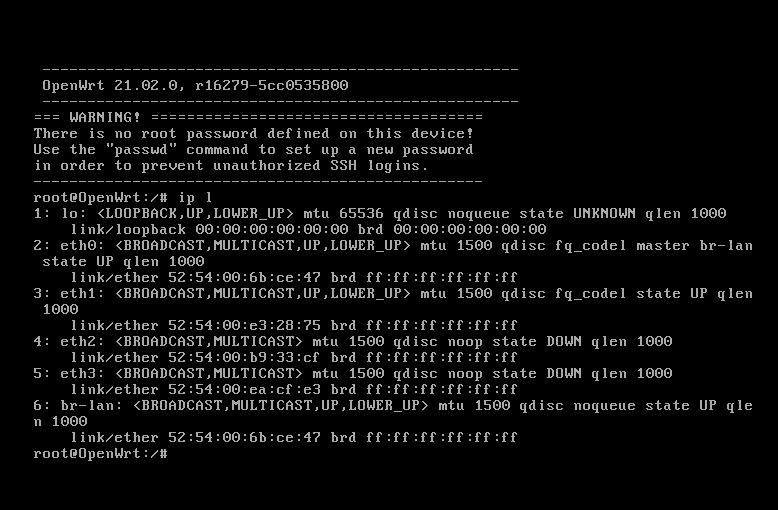 -----------------------------------------------------
OpenWrt 21.02.0, r16279-5cc0535800
-----------------------------------------------------
=== WARNING! =====================================
There is no root password defined on this device!
Use the "passwd" command to set up a new password
in order to prevent unauthorized SSH logins.
--------------------------------------------------
root@OpenWrt:/# ip l
1: lo: <LOOPBACK,UP,LOWER_UP> mtu 65536 qdisc noqueue state UNKNOWN qlen 1000
    link/loopback 00:00:00:00:00:00 brd 00:00:00:00:00:00
2: eth0: <BROADCAST,MULTICAST,UP,LOWER_UP> mtu 1500 qdisc fq_codel master br-lan
 state UP qlen 1000
    link/ether 52:54:00:6b:ce:47 brd ff:ff:ff:ff:ff:ff
3: eth1: <BROADCAST,MULTICAST,UP,LOWER_UP> mtu 1500 qdisc fq_codel state UP qlen
 1000
    link/ether 52:54:00:e3:28:75 brd ff:ff:ff:ff:ff:ff
4: eth2: <BROADCAST,MULTICAST> mtu 1500 qdisc noop state DOWN qlen 1000
    link/ether 52:54:00:b9:33:cf brd ff:ff:ff:ff:ff:ff
5: eth3: <BROADCAST,MULTICAST> mtu 1500 qdisc noop state DOWN qlen 1000
    link/ether 52:54:00:ea:cf:e3 brd ff:ff:ff:ff:ff:ff
6: br-lan: <BROADCAST,MULTICAST,UP,LOWER_UP> mtu 1500 qdisc noqueue state UP qle
n 1000
    link/ether 52:54:00:6b:ce:47 brd ff:ff:ff:ff:ff:ff
root@OpenWrt:/#